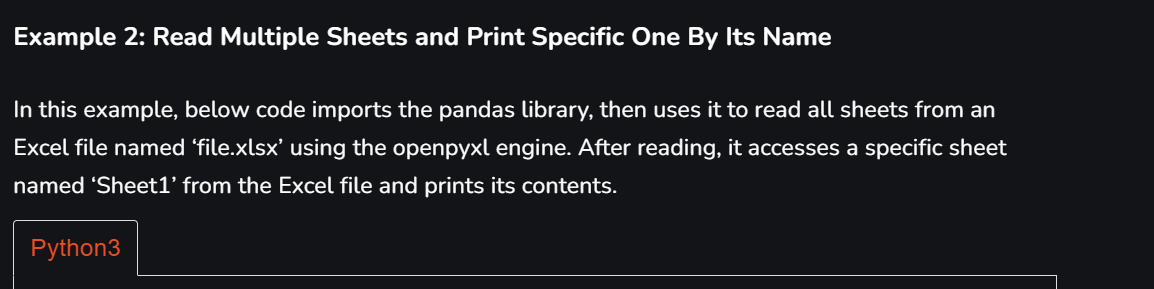 Example 2: Read Multiple Sheets and Print Specific One By Its Name
In this example, below code imports the pandas library, then uses it to read all sheets from an
Excel file named ‘file.xlsx’ using the openpyxl engine. After reading, it accesses a specific sheet
named ‘Sheet1’ from the Excel file and prints its contents.
Python3